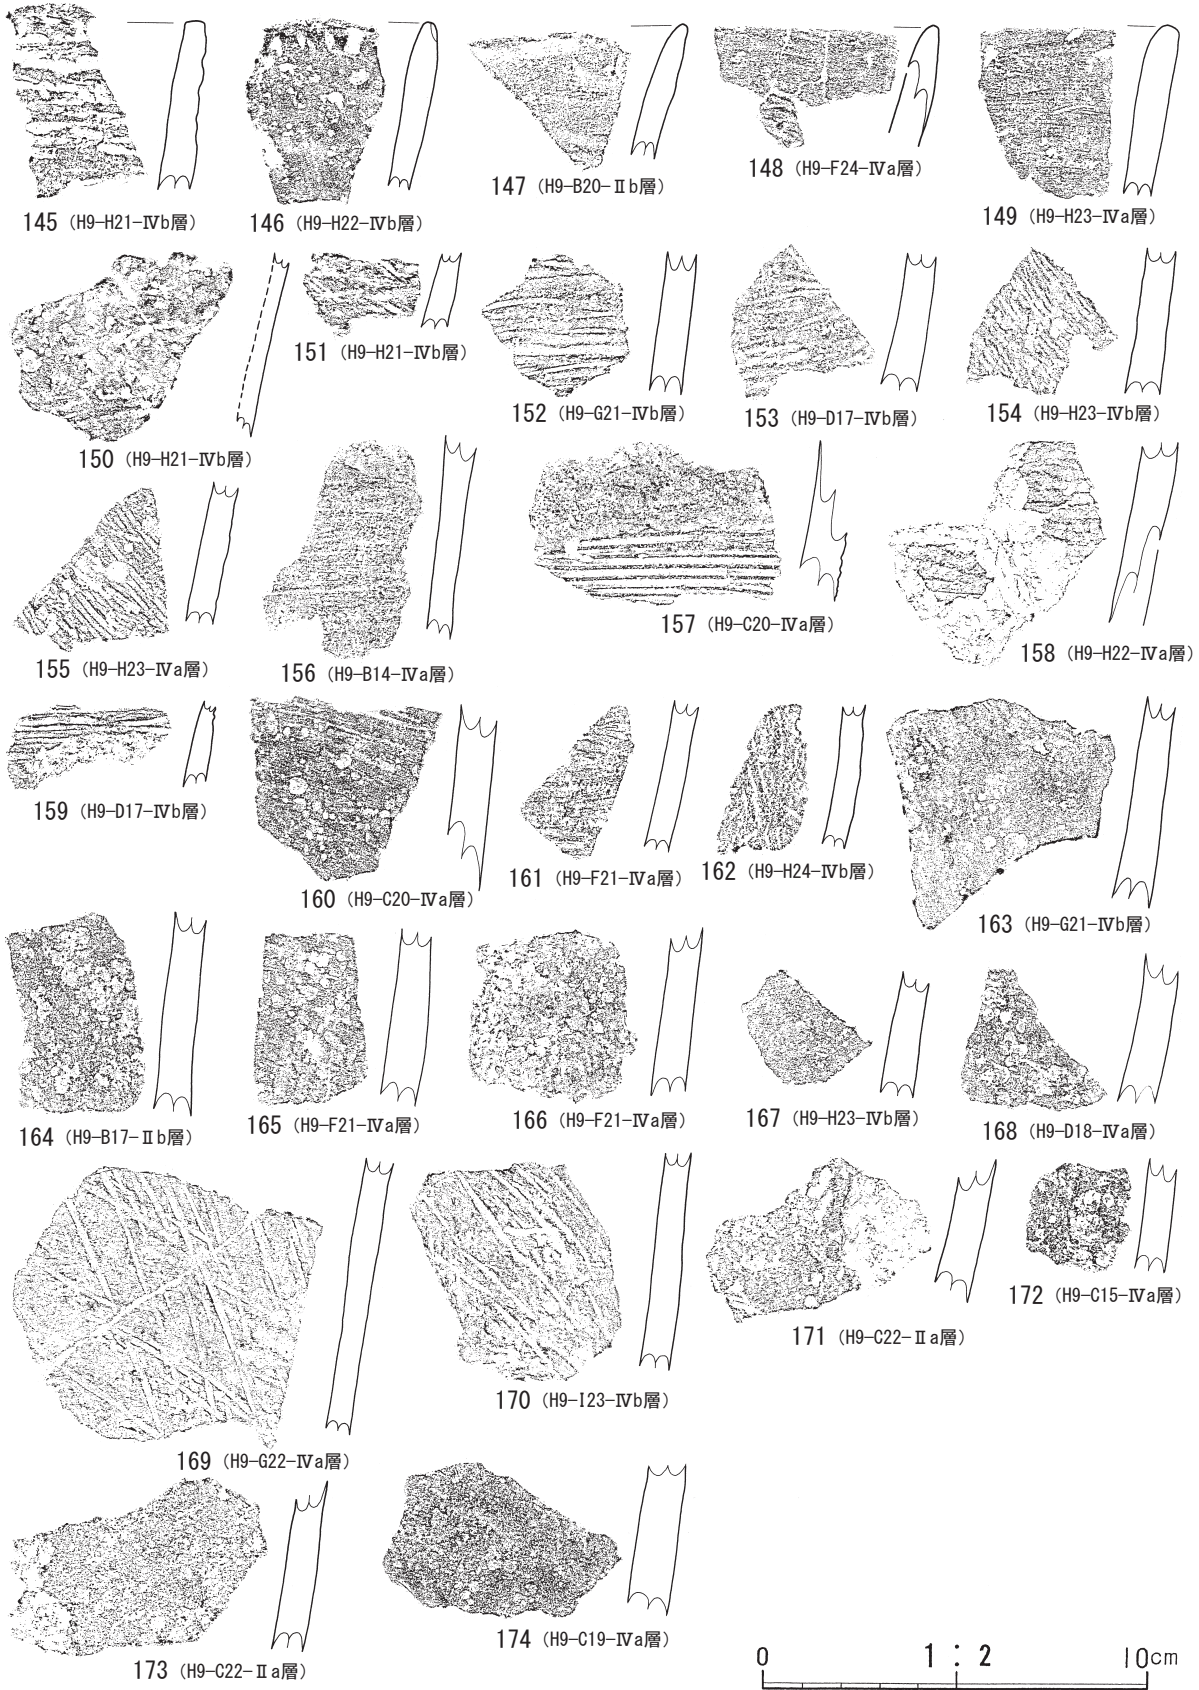 145 (H9-H21-Ⅳb層)
146 (H9-H22-Ⅳb層)
147 (H9-B20-Ⅱb層)
148 (H9-F24-Ⅳa層)
149 (H9-H23-Ⅳa層)
150 (H9-H21-Ⅳb層)
151 (H9-H21-Ⅳb層)
152 (H9-G21-Ⅳb層)
153 (H9-D17-Ⅳb層)
154 (H9-H23-Ⅳb層)
155 (H9-H23-Ⅳa層)
156 (H9-B14-Ⅳa層)
157 (H9-C20-Ⅳa層)
158 (H9-H22-Ⅳa層)
159 (H9-D17-Ⅳb層)
160 (H9-C20-Ⅳa層)
161 (H9-F21-Ⅳa層)
162 (H9-H24-Ⅳb層)
163 (H9-G21-Ⅳb層)
164 (H9-B17-Ⅱb層)
165 (H9-F21-Ⅳa層)
166 (H9-F21-Ⅳa層)
167 (H9-H23-Ⅳb層)
168 (H9-D18-Ⅳa層)
169 (H9-G22-Ⅳa層)
170 (H9-I23-Ⅳb層)
171 (H9-C22-Ⅱa層)
172 (H9-C15-Ⅳa層)
173 (H9-C22-Ⅱa層)
174 (H9-C19-Ⅳa層)
0 1:2 10cm